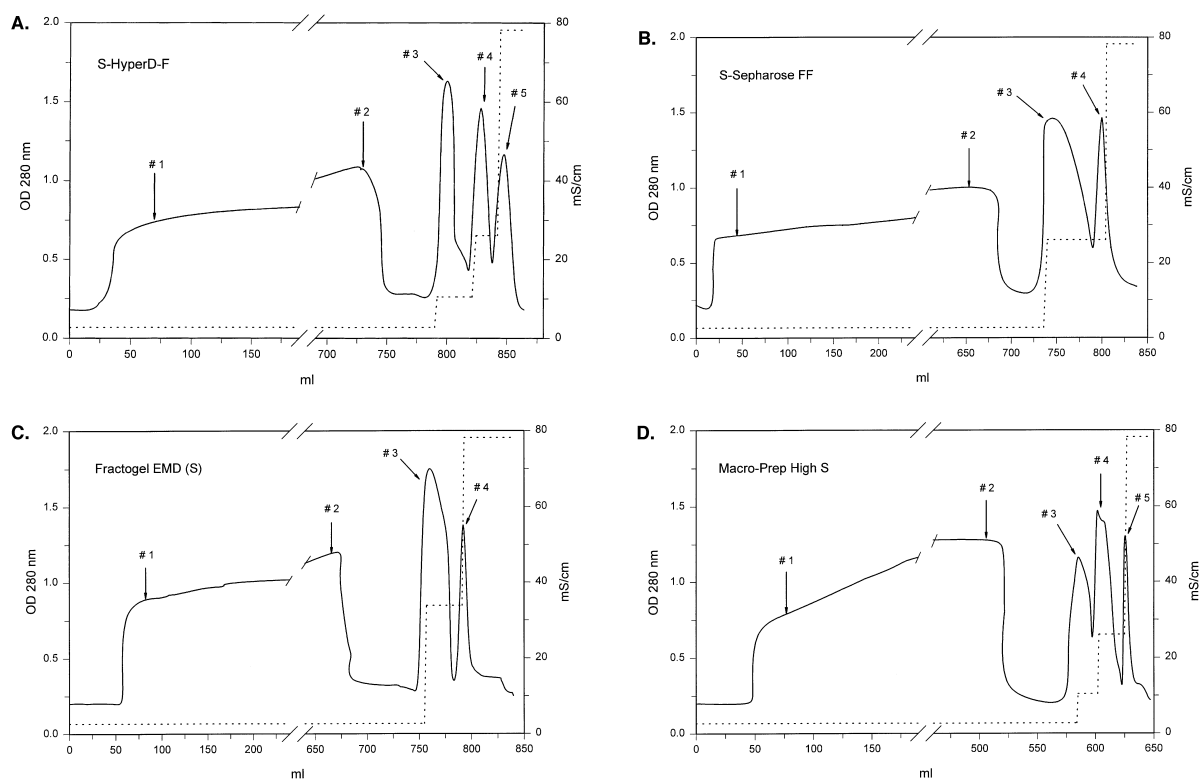 A.
S-HyperD-F
# 1
# 2
# 3
# 4
# 5
2.0
1.5
1.0
0.5
0.0
OD 280 nm
80
60
40
20
0
mS/cm
0 50 100 150 700 750 800 850
ml
B.
S-Sepharose FF
# 1
# 2
# 3
# 4
2.0
1.5
1.0
0.5
0.0
OD 280 nm
80
60
40
20
0
mS/cm
0 50 100 150 200 650 700 750 800 850
ml
C.
Fractogel EMD (S)
# 1
# 2
# 3
# 4
2.0
1.5
1.0
0.5
0.0
OD 280 nm
80
60
40
20
0
mS/cm
0 50 100 150 200 650 700 750 800 850
ml
D.
Macro-Prep High S
# 1
# 2
# 3
# 4
# 5
2.0
1.5
1.0
0.5
0.0
OD 280 nm
80
60
40
20
0
mS/cm
0 50 100 150 500 550 600 650
ml